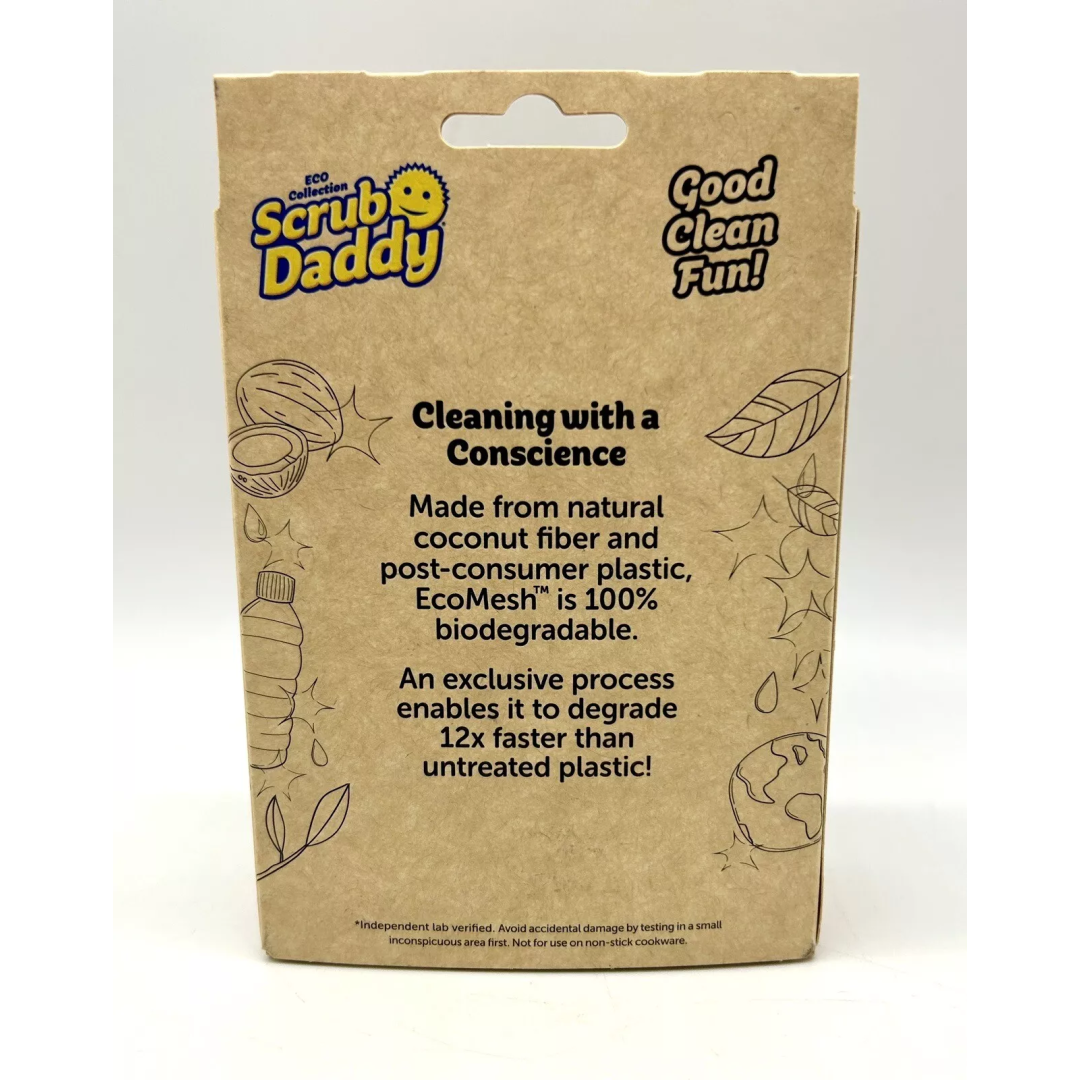 ECO
Collection
Scrub
Daddy
Good
Clean
Fun!
Cleaning with a
Conscience
Made from natural
coconut fiber and
post-consumer plastic,
EcoMesh™ is 100%
biodegradable.
An exclusive process
enables it to degrade
12x faster than
untreated plastic!
*Independent lab verified. Avoid accidental damage by testing in a small
inconspicuous area first. Not for use on non-stick cookware.